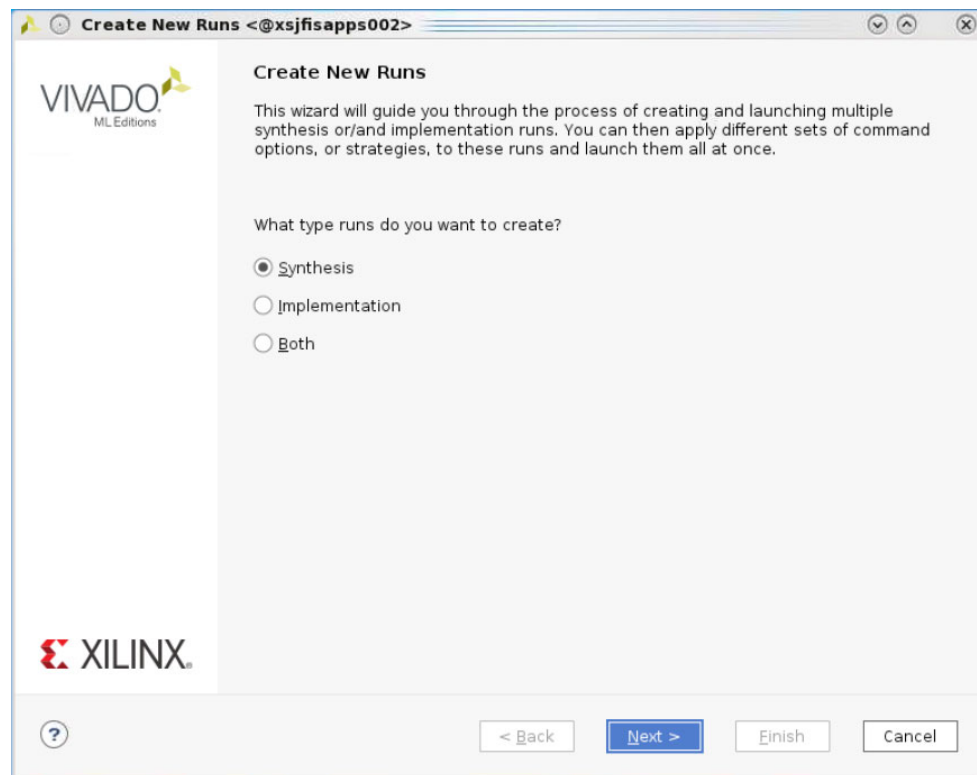 Create New Runs <@xsjfisapps002>
VIVADO.
ML Editions
Create New Runs
This wizard will guide you through the process of creating and launching multiple
synthesis or/and implementation runs. You can then apply different sets of command
options, or strategies, to these runs and launch them all at once.
What type runs do you want to create?
Synthesis
Implementation
Both
XILINX®
?
< Back
Next >
Finish
Cancel